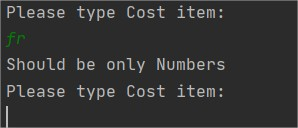 Please type Cost item:
fr
Should be only Numbers
Please type Cost item: